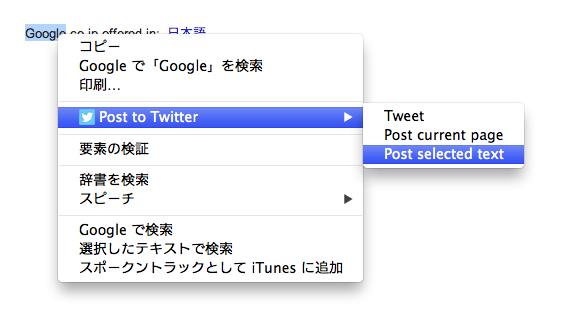 Google.co.jp offered in: 日本語
コピー
Google で「Google」を検索
印刷...
Post to Twitter
Tweet
Post current page
Post selected text
要素の検証
辞書を検索
スピーチ
Google で検索
選択したテキストで検索
スポークントラックとして iTunes に追加